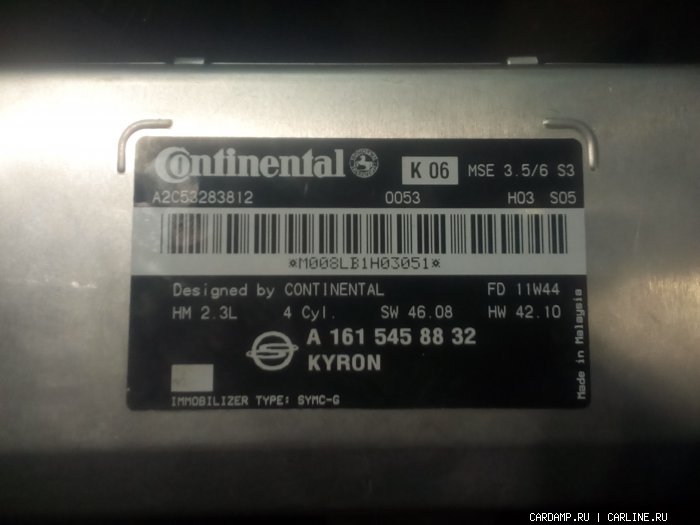 Continental K 06 MSE 3.5/6 S3
A2C53283812 0053 H03 S05
*M008LB1H03051*
Designed by CONTINENTAL FD 11W44
HM 2.3L 4 Cyl. SW 46.08 HW 42.10
A 161 545 88 32
KYRON
IMMOBILIZER TYPE: SYMC-G
Made in Malaysia
CARDAMP.RU | CARLINE.RU